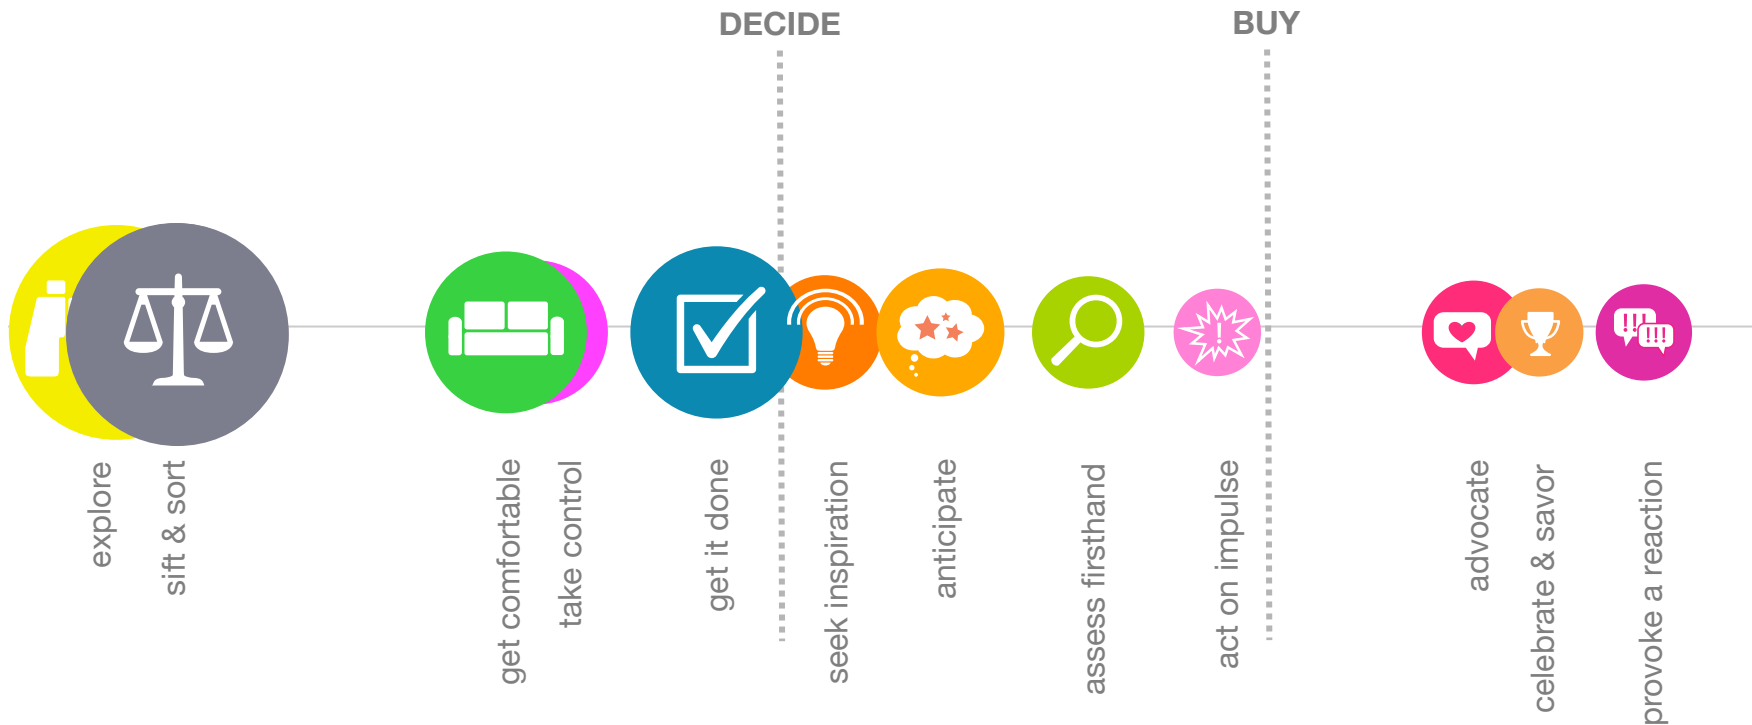 DECIDE
BUY
explore
sift & sort
get comfortable
take control
get it done
seek inspiration
anticipate
assess firsthand
act on impulse
advocate
celebrate & savor
provoke a reaction
!
!!!
!!!